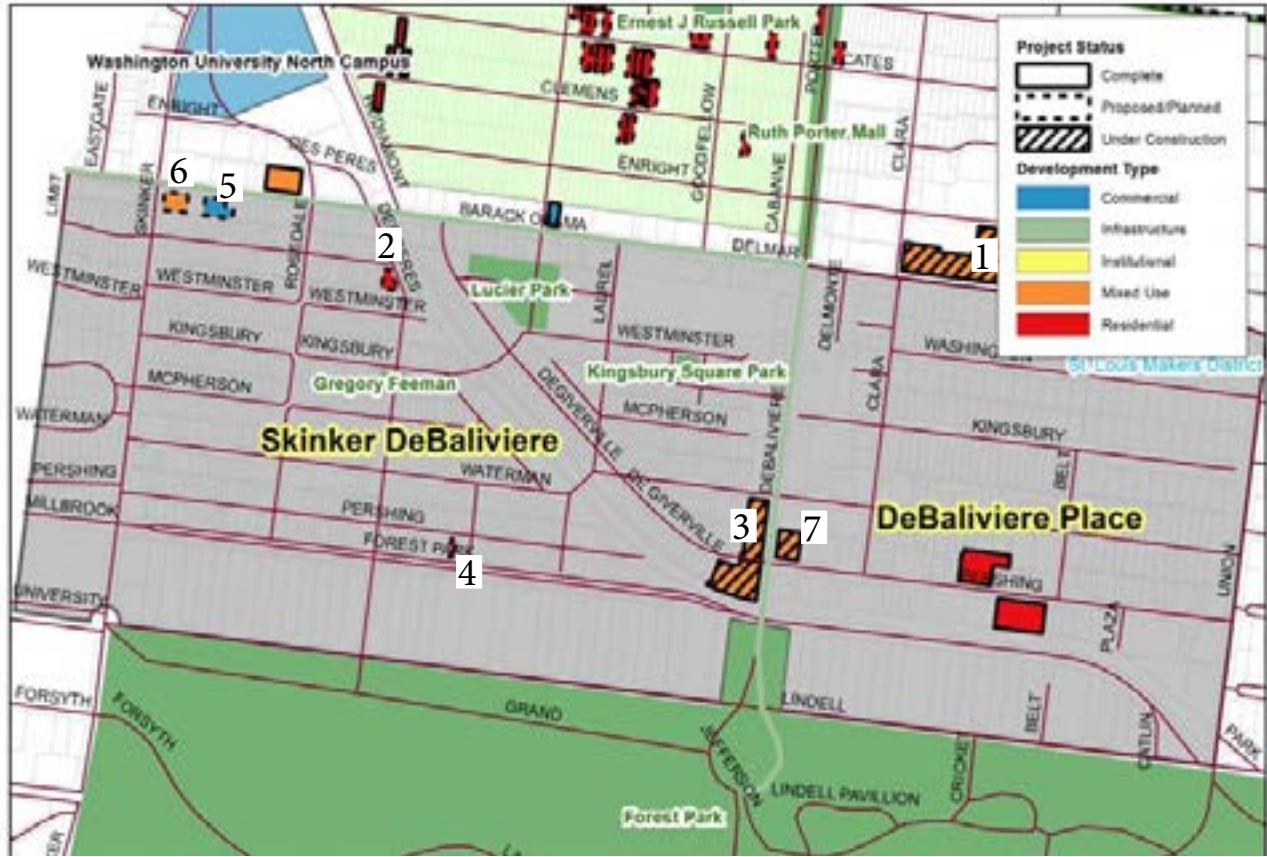 Ernest J Russell Park
Washington University North Campus
CATES
PORTER
CLEMENS
ENRIGHT
EASTGATE
DES PERES
GOODFELLOW
Ruth Porter Mall
CLARA
ENRIGHT
CABANNE
LIMIT
SKINKER
6
5
ROSEDALE
BARACK
DELMAR
2
1
WESTMINSTER
WESTMINSTER
WESTMINSTER
Lucier Park
LAUREL
DELMONTE
WESTMINSTER
KINGSBURY
KINGSBURY
St. Louis Makers District
MCPHERSON
Gregory Feeman
Kingsbury Square Park
CLARA
WATERMAN
DEGIVERVILLE
MCPHERSON
DEBALIVIERE
KINGSBURY
Skinker DeBaliviere
PERSHING
WATERMAN
BELT
MILLBROOK
PERSHING
DE GIVERVILLE
3
7
DeBaliviere Place
FOREST
4
UNION
UNIVERSITY
PLAZA
FORSYTH
FORSYTH
GRAND
LINDELL
BELT
CATLIN
PARK
JEFFERSON
CRICKET
LINDELL PAVILLION
Forest Park
Project Status
Complete
Proposed/Planned
Under Construction
Development Type
Commercial
Infrastructure
Institutional
Mixed Use
Residential